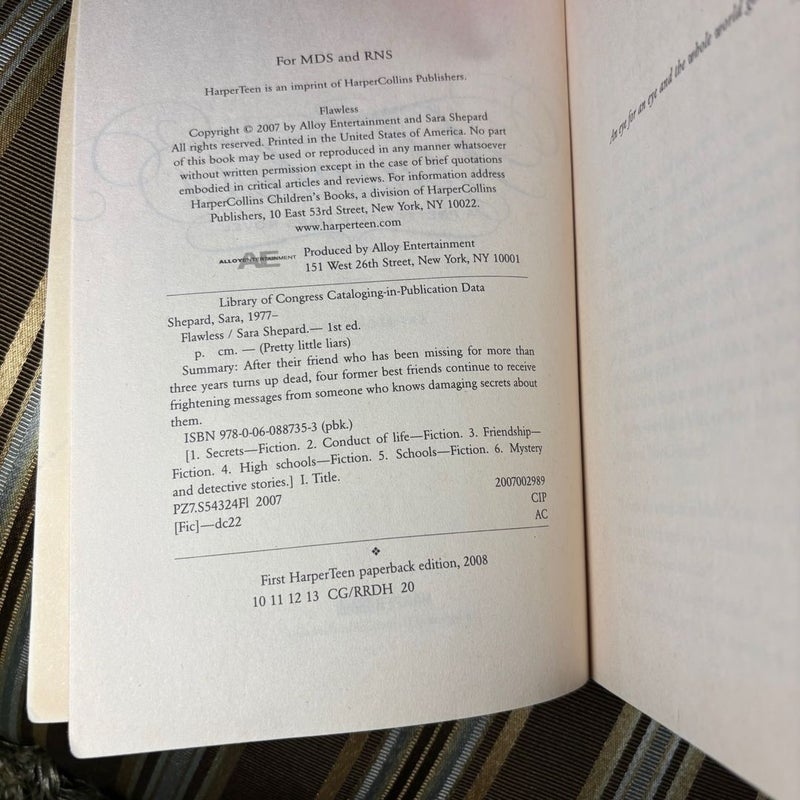 For MDS and RNS
HarperTeen is an imprint of HarperCollins Publishers.
Flawless
Copyright © 2007 by Alloy Entertainment and Sara Shepard
All rights reserved. Printed in the United States of America. No part
of this book may be used or reproduced in any manner whatsoever
without written permission except in the case of brief quotations
embodied in critical articles and reviews. For information address
HarperCollins Children's Books, a division of HarperCollins
Publishers, 10 East 53rd Street, New York, NY 10022.
www.harperteen.com
ALLOYENTERTAINMENT
AE
Produced by Alloy Entertainment
151 West 26th Street, New York, NY 10001
Library of Congress Cataloging-in-Publication Data
Shepard, Sara, 1977–
Flawless / Sara Shepard.— 1st ed.
p. cm. — (Pretty little liars)
Summary: After their friend who has been missing for more than
three years turns up dead, four former best friends continue to receive
frightening messages from someone who knows damaging secrets about
them.
ISBN 978-0-06-088735-3 (pbk.)
[1. Secrets—Fiction. 2. Conduct of life—Fiction. 3. Friendship—
Fiction. 4. High schools—Fiction. 5. Schools—Fiction. 6. Mystery
and detective stories.] I. Title.
PZ7.S54324Fl 2007 2007002989
[Fic]—dc22 CIP
AC
❖
First HarperTeen paperback edition, 2008
10 11 12 13 CG/RRDH 20
An eye for an eye and the whole world